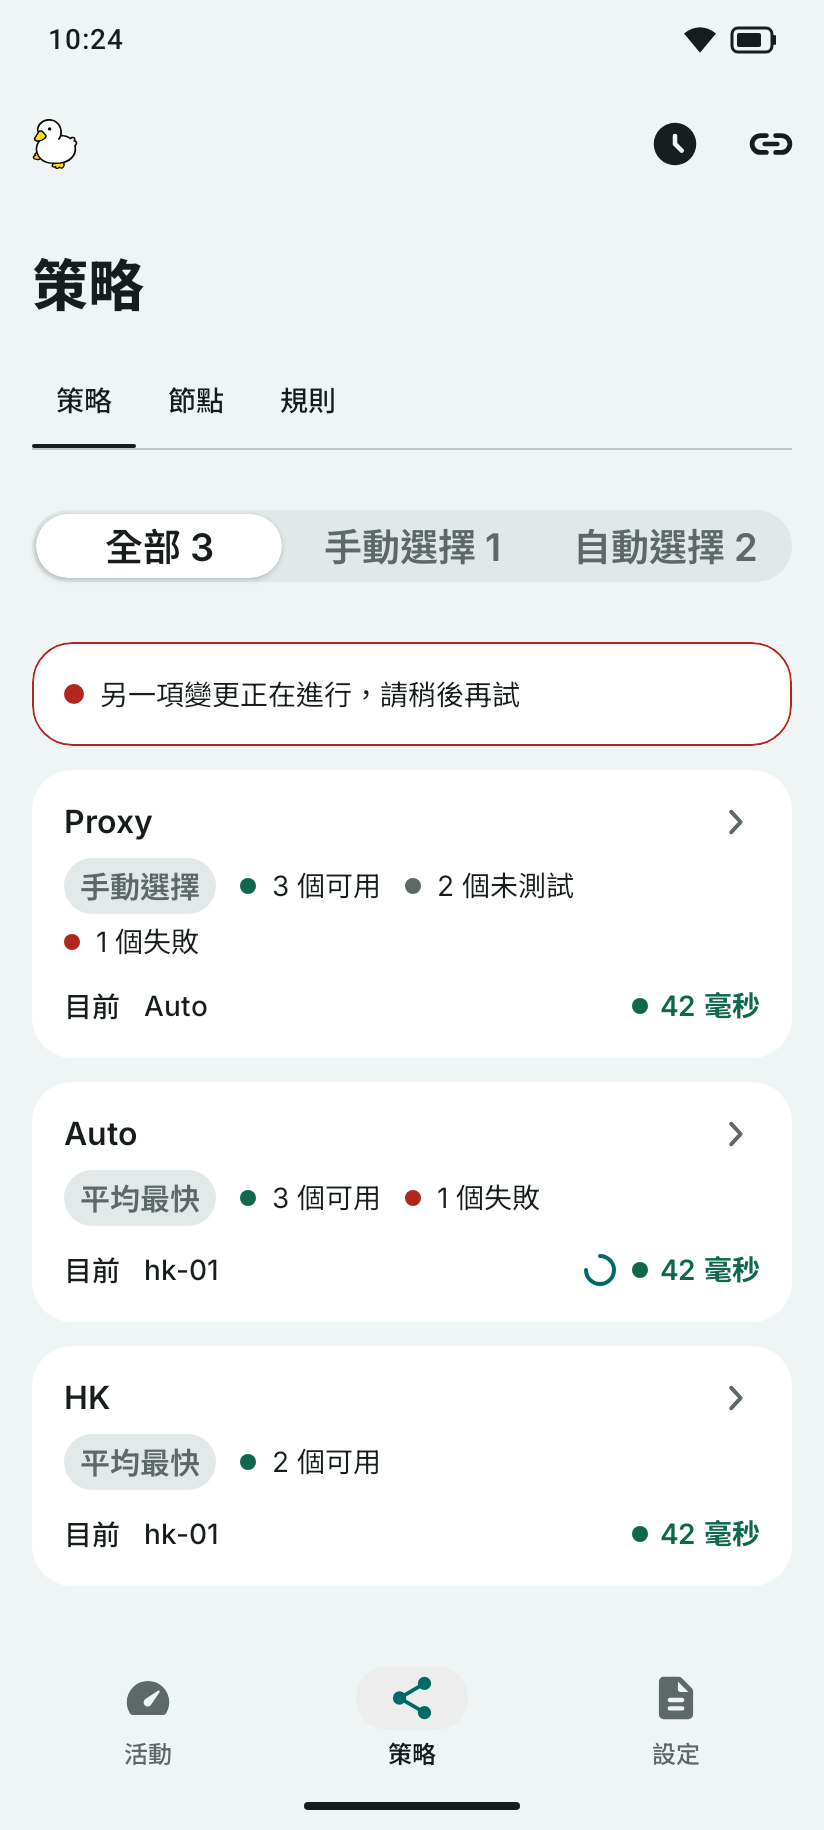 10:24
策略
策略 節點 規則
全部 3 手動選擇 1 自動選擇 2
另一項變更正在進行，請稍後再試
Proxy
手動選擇 3 個可用 2 個未測試
1 個失敗
目前 Auto 42 毫秒
Auto
平均最快 3 個可用 1 個失敗
目前 hk-01 42 毫秒
HK
平均最快 2 個可用
目前 hk-01 42 毫秒
活動 策略 設定